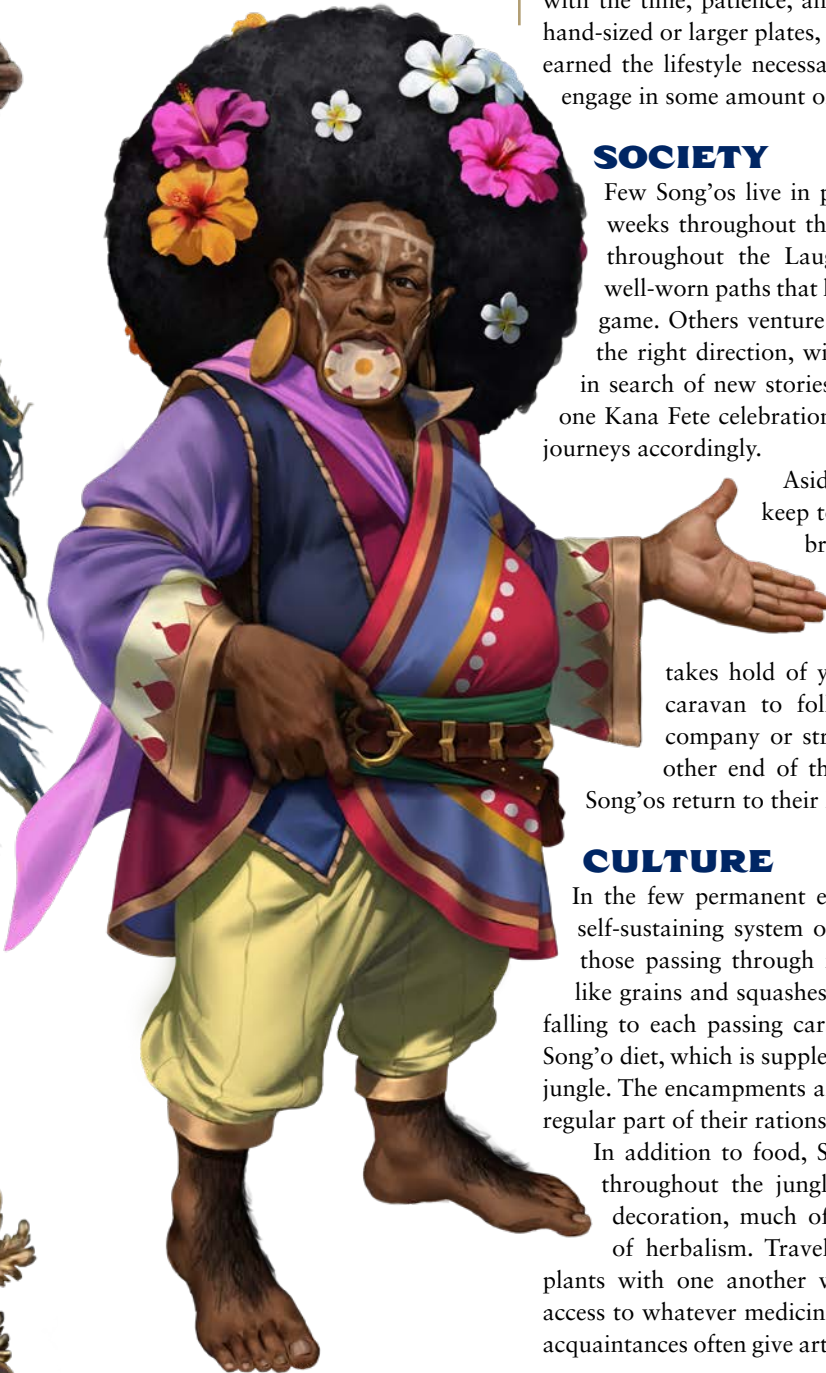 with the time, patience, and
hand-sized or larger plates,
earned the lifestyle necessa
engage in some amount o
SOCIETY
Few Song'os live in p
weeks throughout th
throughout the Laug
well-worn paths that l
game. Others venture
the right direction, wi
in search of new stories
one Kana Fete celebration
journeys accordingly.
Asid
keep to
br
takes hold of y
caravan to foll
company or str
other end of th
Song'os return to their
CULTURE
In the few permanent e
self-sustaining system o
those passing through
like grains and squashes
falling to each passing car
Song'o diet, which is supple
jungle. The encampments a
regular part of their rations
In addition to food, S
throughout the jungl
decoration, much of
of herbalism. Travel
plants with one another v
access to whatever medicin
acquaintances often give art